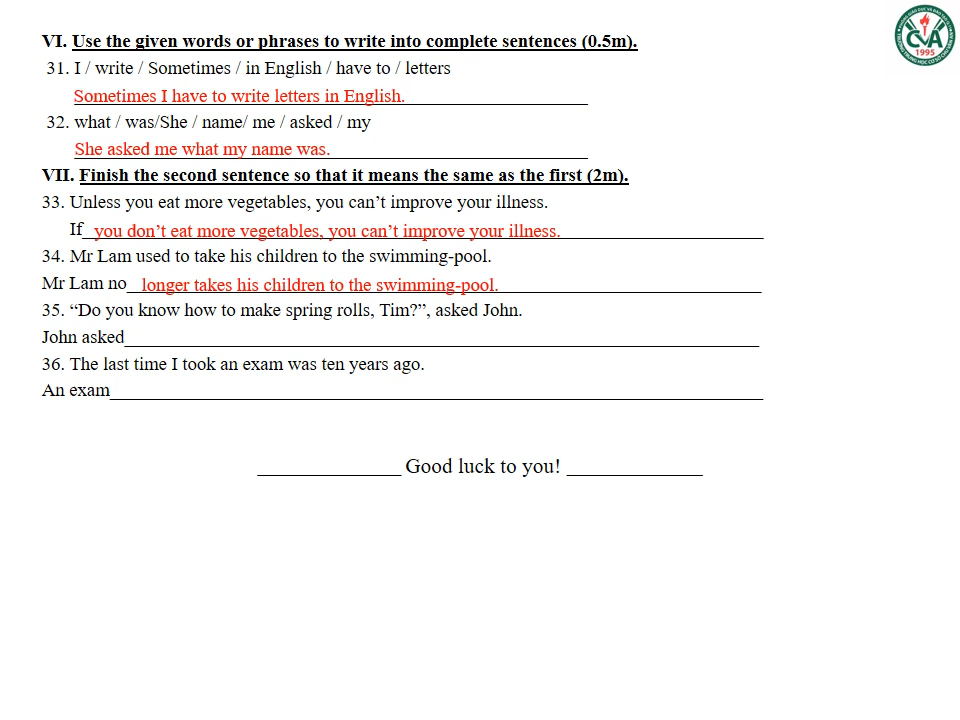 VI. Use the given words or phrases to write into complete sentences (0.5m).
31. I / write / Sometimes / in English / have to / letters
Sometimes I have to write letters in English.
32. what / was/She / name/ me / asked / my
She asked me what my name was.
VII. Finish the second sentence so that it means the same as the first (2m).
33. Unless you eat more vegetables, you can’t improve your illness.
If you don’t eat more vegetables, you can’t improve your illness.
34. Mr Lam used to take his children to the swimming-pool.
Mr Lam no longer takes his children to the swimming-pool.
35. “Do you know how to make spring rolls, Tim?”, asked John.
John asked
36. The last time I took an exam was ten years ago.
An exam
Good luck to you!
CVA
1995